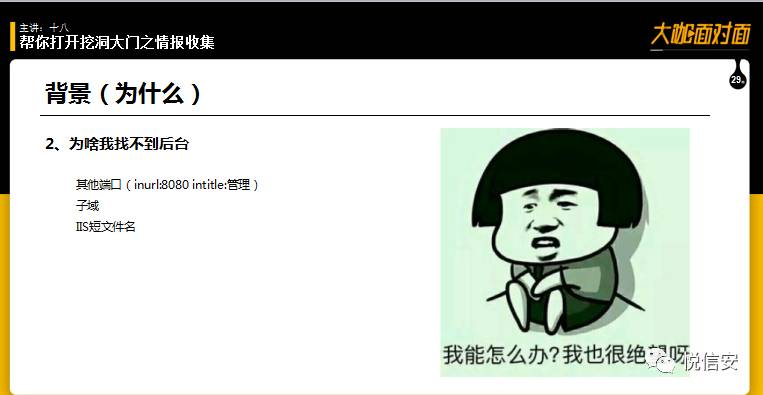 主讲：十八
帮你打开挖洞大门之情报收集
大咖面对面
29期
背景（为什么）
2、为啥我找不到后台
其他端口（inurl:8080 intitle:管理）
子域
IIS短文件名
我能怎么办?我也很绝望呀
悦信安